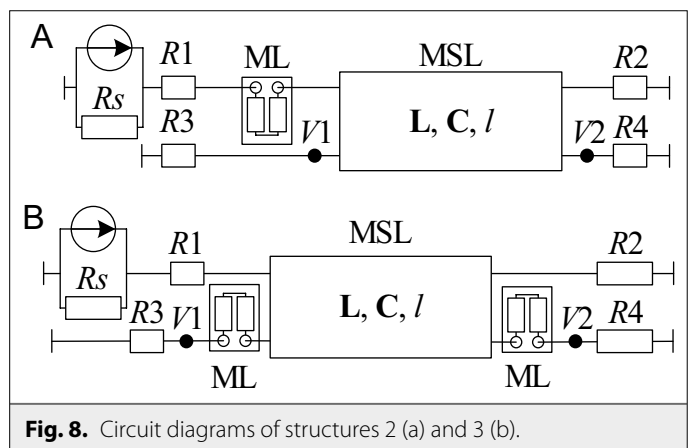 A
R1
ML
MSL
R2
Rs
L, C, l
R3
V1
V2
R4
B
R1
MSL
R2
Rs
L, C, l
R3
V1
V2
R4
ML
ML
Fig. 8. Circuit diagrams of structures 2 (a) and 3 (b).